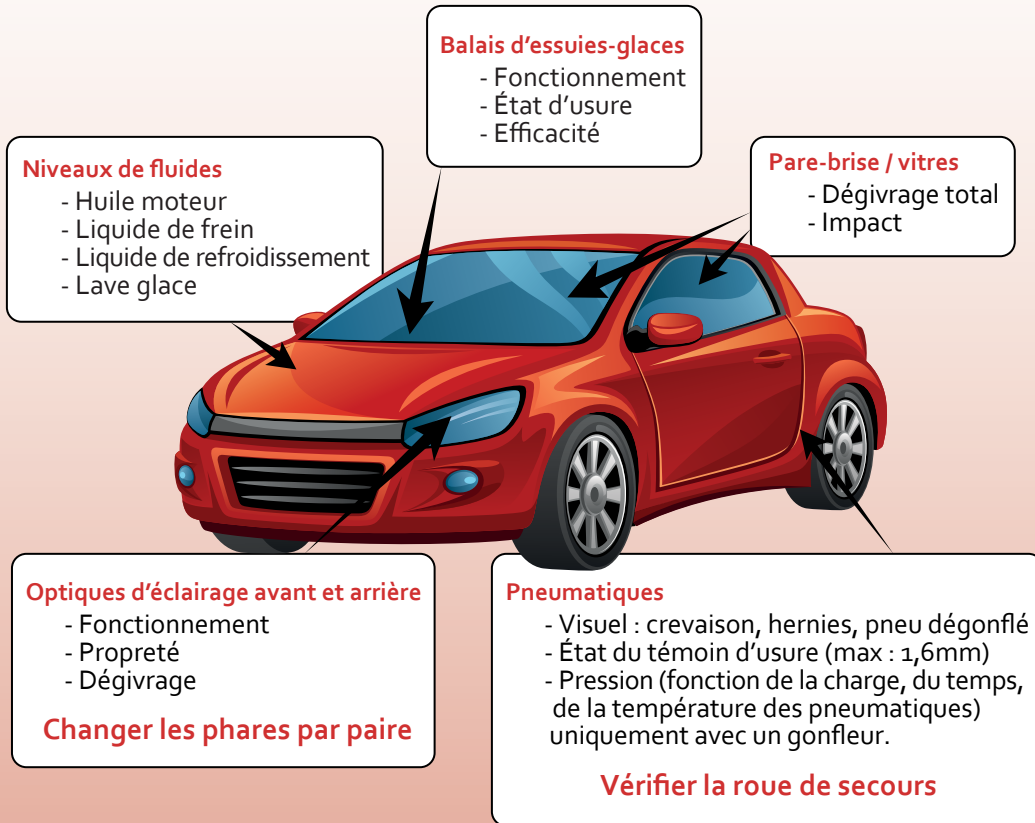 Balais d'essuies-glaces
- Fonctionnement
- État d'usure
- Efficacité
Niveaux de fluides
- Huile moteur
- Liquide de frein
- Liquide de refroidissement
- Lave glace
Pare-brise / vitres
- Dégivrage total
- Impact
Optiques d'éclairage avant et arrière
- Fonctionnement
- Propreté
- Dégivrage
Changer les phares par paire
Pneumatiques
- Visuel : crevaison, hernies, pneu dégonflé
- État du témoin d'usure (max : 1,6mm)
- Pression (fonction de la charge, du temps,
de la température des pneumatiques)
uniquement avec un gonfleur.
Vérifier la roue de secours